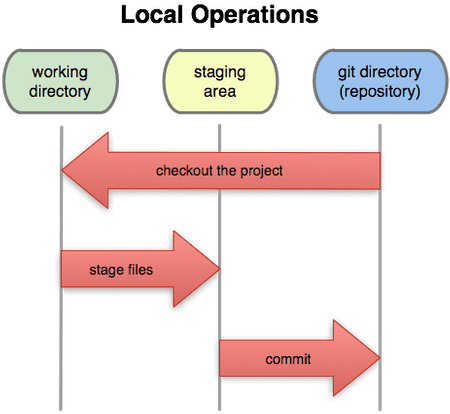 Local Operations
working
directory
staging
area
git directory
(repository)
checkout the project
stage files
commit